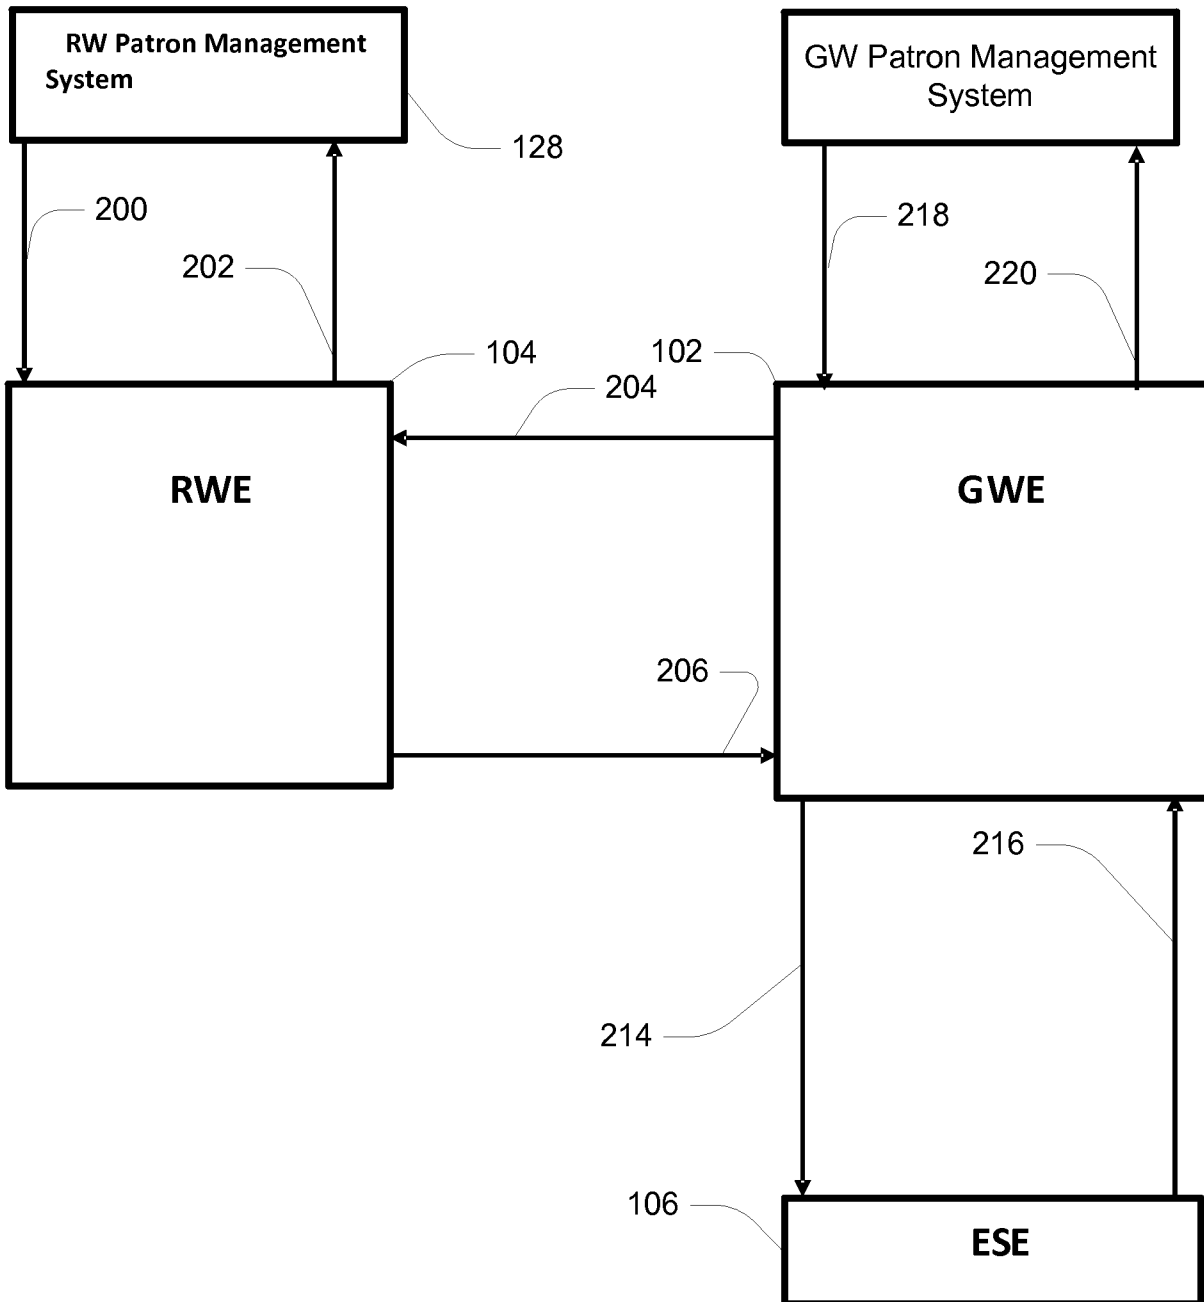 RW Patron Management
System
GW Patron Management
System
128
200
218
202
220
104
102
204
RWE
GWE
206
216
214
106
ESE